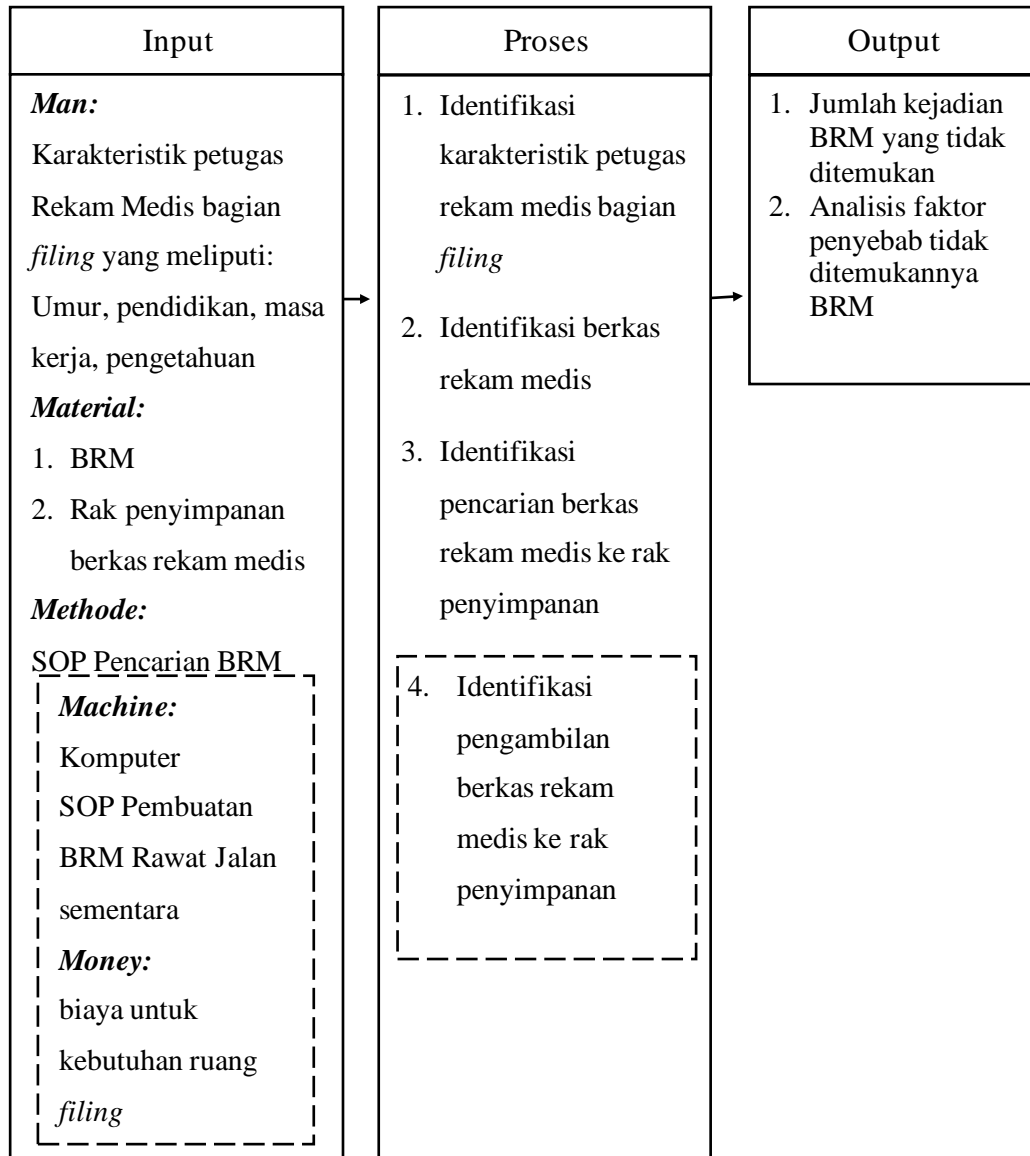 Input
Man:
Karakteristik petugas
Rekam Medis bagian
filing yang meliputi:
Umur, pendidikan, masa
kerja, pengetahuan
Material:
1. BRM
2. Rak penyimpanan
berkas rekam medis
Methode:
SOP Pencarian BRM
Machine:
Komputer
SOP Pembuatan
BRM Rawat Jalan
sementara
Money:
biaya untuk
kebutuhan ruang
filing
Proses
1. Identifikasi
karakteristik petugas
rekam medis bagian
filing
2. Identifikasi berkas
rekam medis
3. Identifikasi
pencarian berkas
rekam medis ke rak
penyimpanan
4. Identifikasi
pengambilan
berkas rekam
medis ke rak
penyimpanan
Output
1. Jumlah kejadian
BRM yang tidak
ditemukan
2. Analisis faktor
penyebab tidak
ditemukannya
BRM